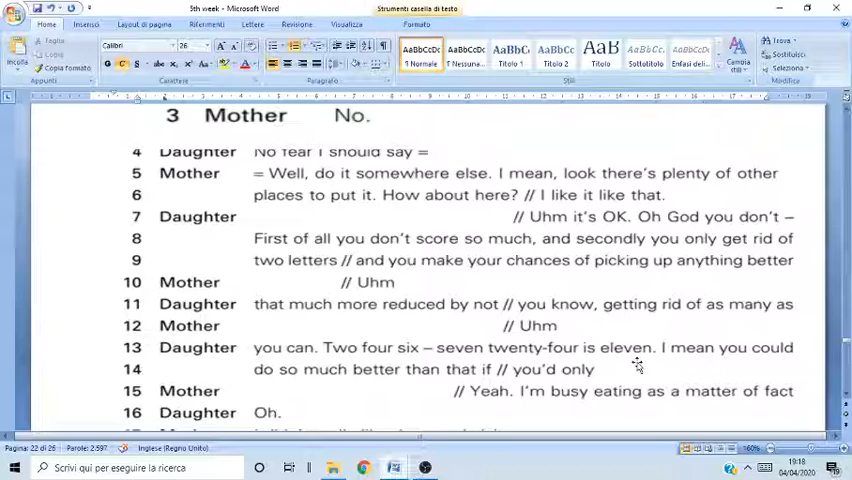 5th week - Microsoft Word
Strumenti casella di testo
Home Inserisci Layout di pagina Riferimenti Lettere Revisione Visualizza Formato
Taglia
Copia
Incolla
Copia formato
Calibri 26
AaBbCcDc AaBbCcDc AaBbC AaBbCc AaB AaBbCc. AaBbCcDc
¶ Normale Titolo 1 Titolo 2 Titolo Sottotitolo Enfasi delic...
Cambia stili
Trova
Sostituisci
Seleziona
Appunti Carattere Paragrafo Stili Modifica
3 Mother No.
4 Daughter No fear I should say =
5 Mother = Well, do it somewhere else. I mean, look there's plenty of other
6 places to put it. How about here? // I like it like that.
7 Daughter // Uhm it's OK. Oh God you don't –
8 First of all you don't score so much, and secondly you only get rid of
9 two letters // and you make your chances of picking up anything better
10 Mother // Uhm
11 Daughter that much more reduced by not // you know, getting rid of as many as
12 Mother // Uhm
13 Daughter you can. Two four six – seven twenty-four is eleven. I mean you could
14 do so much better than that if // you'd only
15 Mother // Yeah. I'm busy eating as a matter of fact
16 Daughter Oh.
Pagina: 22 di 26 Parole: 2.597 Inglese (Regno Unito) 160%
Scrivi qui per eseguire la ricerca
19:18
04/04/2020